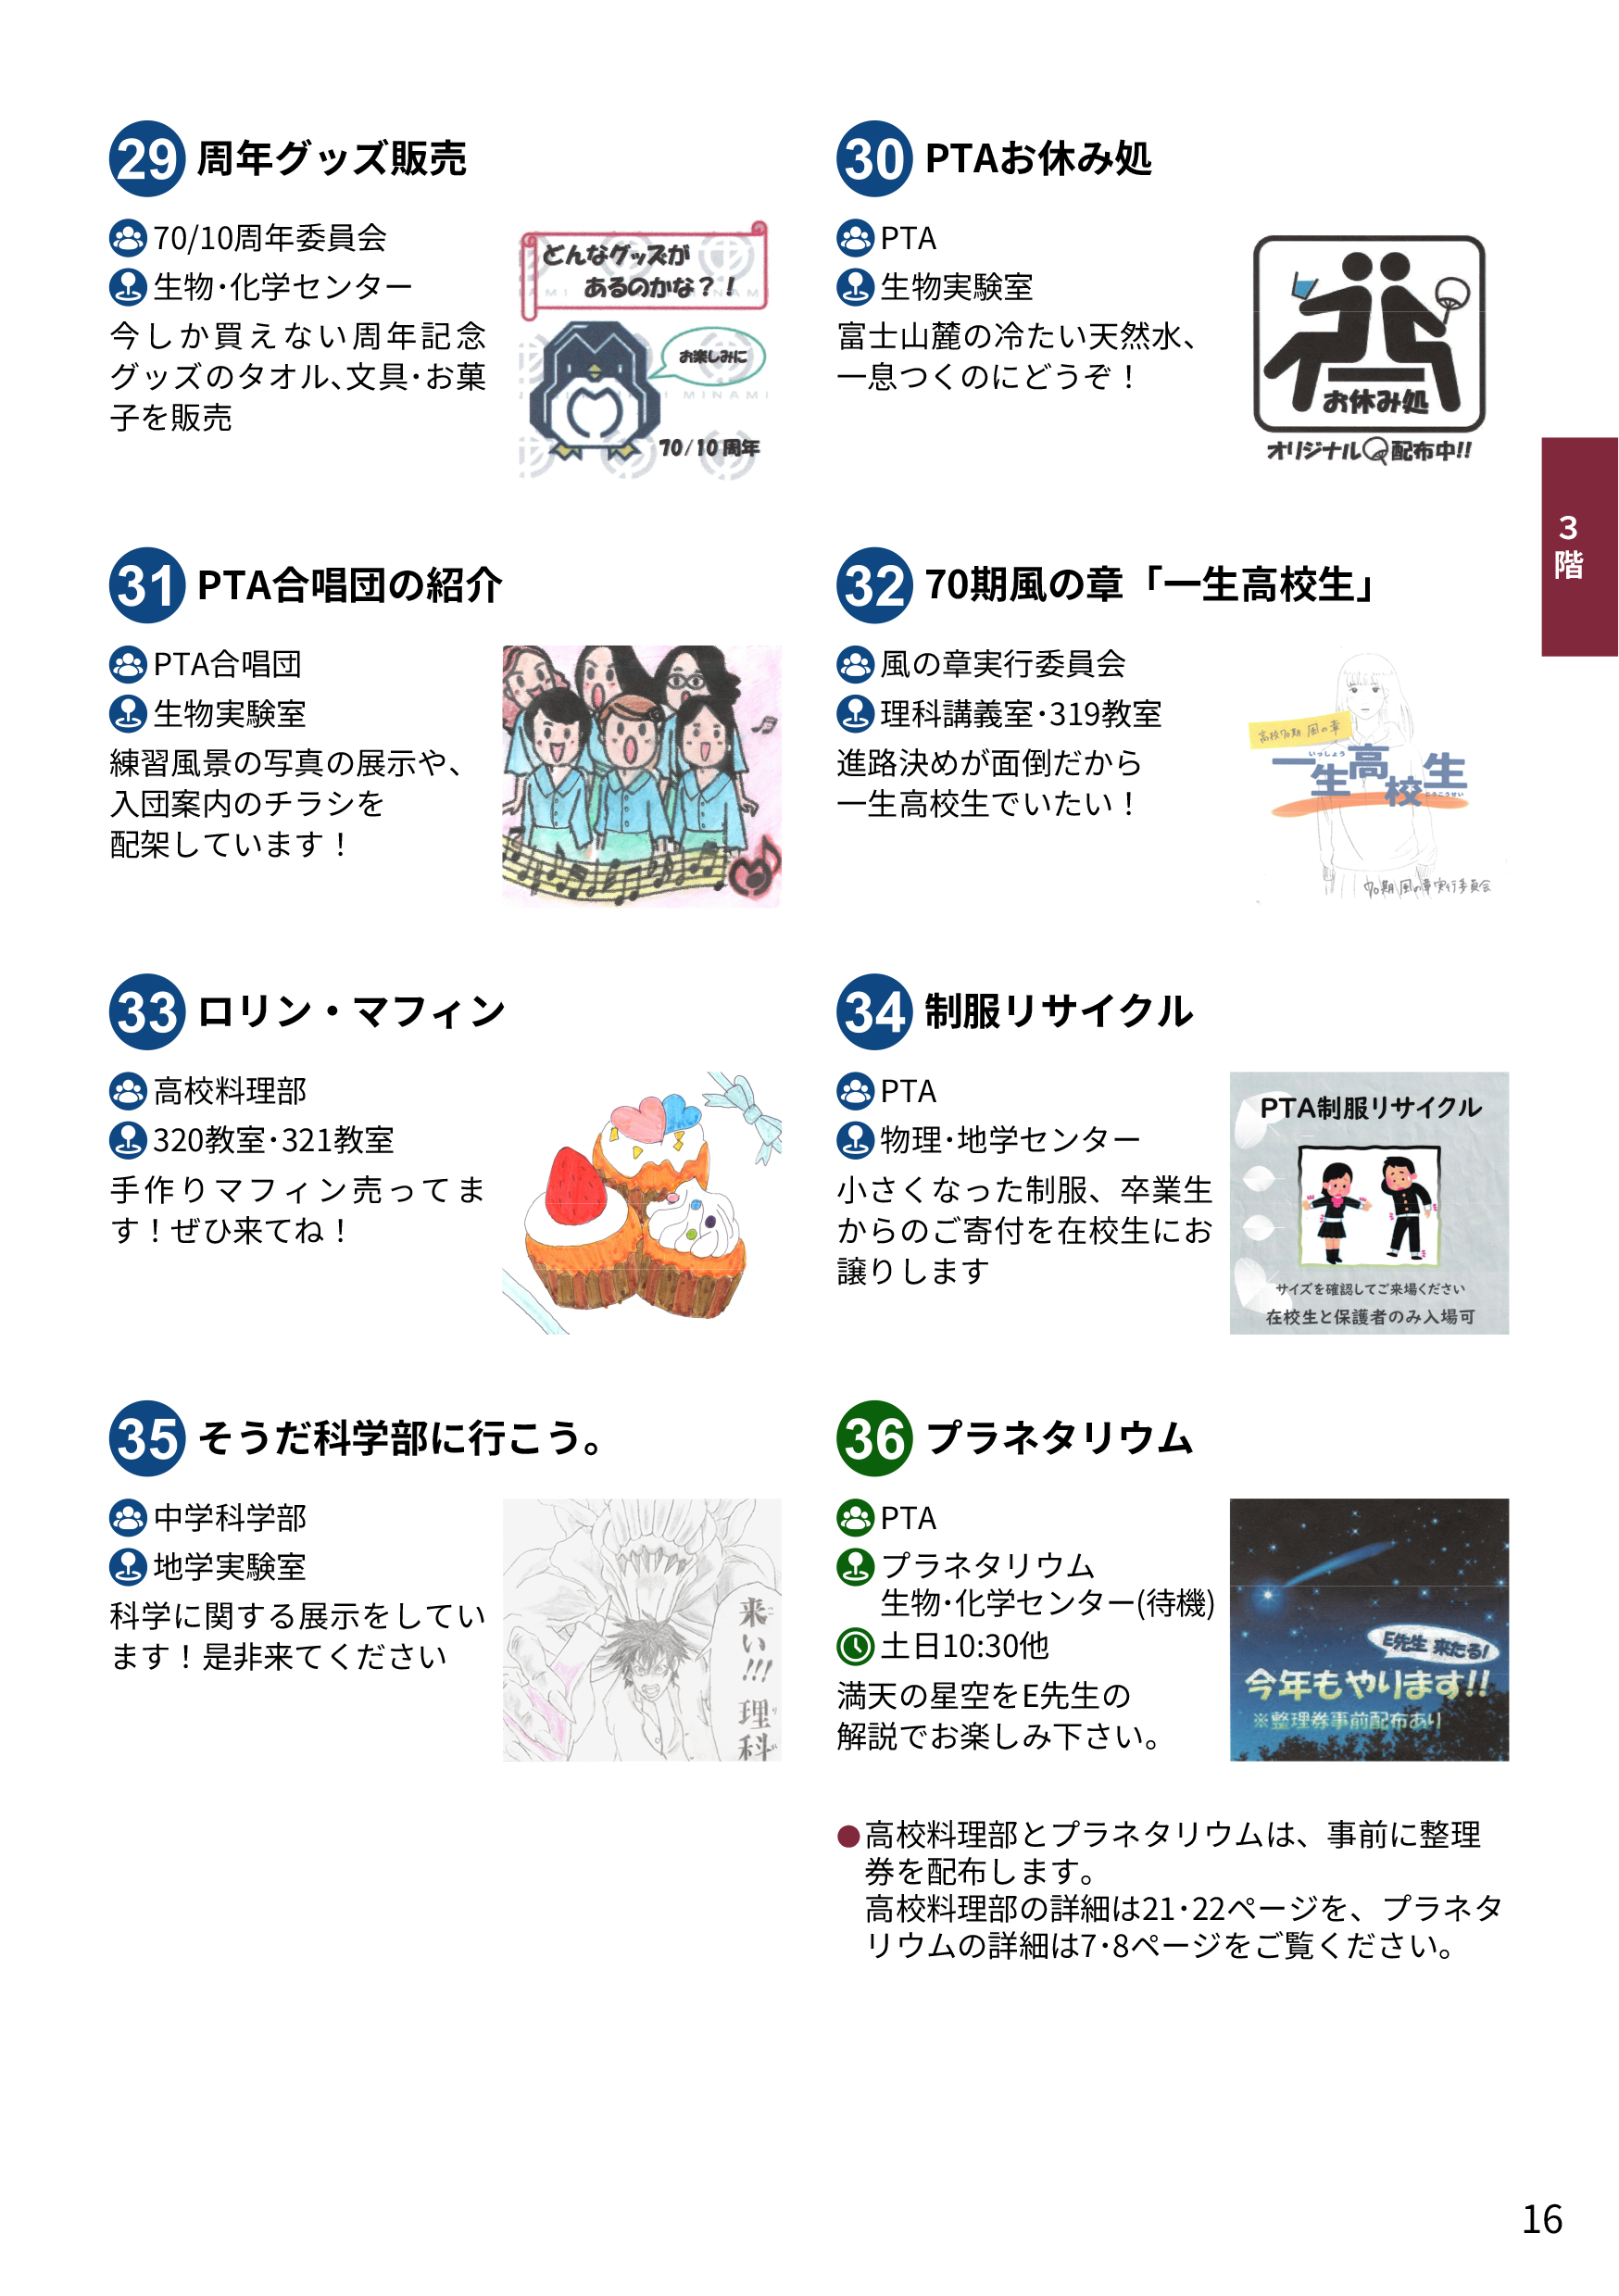 29 周年グッズ販売
70/10周年委員会
生物・化学センター
今しか買えない周年記念
グッズのタオル、文具・お菓
子を販売
どんなグッズが
あるのかな？！
お楽しみに
MINAMI
70/10 周年
30 PTAお休み処
PTA
生物実験室
富士山麓の冷たい天然水、
一息つくのにどうぞ！
お休み処
オリジナル 配布中!!
3階
31 PTA合唱団の紹介
PTA合唱団
生物実験室
練習風景の写真の展示や、
入団案内のチラシを
配架しています！
32 70期風の章「一生高校生」
風の章実行委員会
理科講義室・319教室
進路決めが面倒だから
一生高校生でいたい！
高校70期 風の章
いっしょう
一生高校生
こうこうせい
70期 風の章実行委員会
33 ロリン・マフィン
高校料理部
320教室・321教室
手作りマフィン売ってま
す！ぜひ来てね！
34 制服リサイクル
PTA
物理・地学センター
小さくなった制服、卒業生
からのご寄付を在校生にお
譲りします
PTA制服リサイクル
サイズを確認してご来場ください
在校生と保護者のみ入場可
35 そうだ科学部に行こう。
中学科学部
地学実験室
科学に関する展示をしてい
ます！是非来てください
来い!!!
理科
36 プラネタリウム
PTA
プラネタリウム
生物・化学センター(待機)
土日10:30他
満天の星空をE先生の
解説でお楽しみ下さい。
E先生 来たる!
今年もやります!!
※整理券事前配布あり
●高校料理部とプラネタリウムは、事前に整理
券を配布します。
高校料理部の詳細は21・22ページを、プラネタ
リウムの詳細は7・8ページをご覧ください。
16